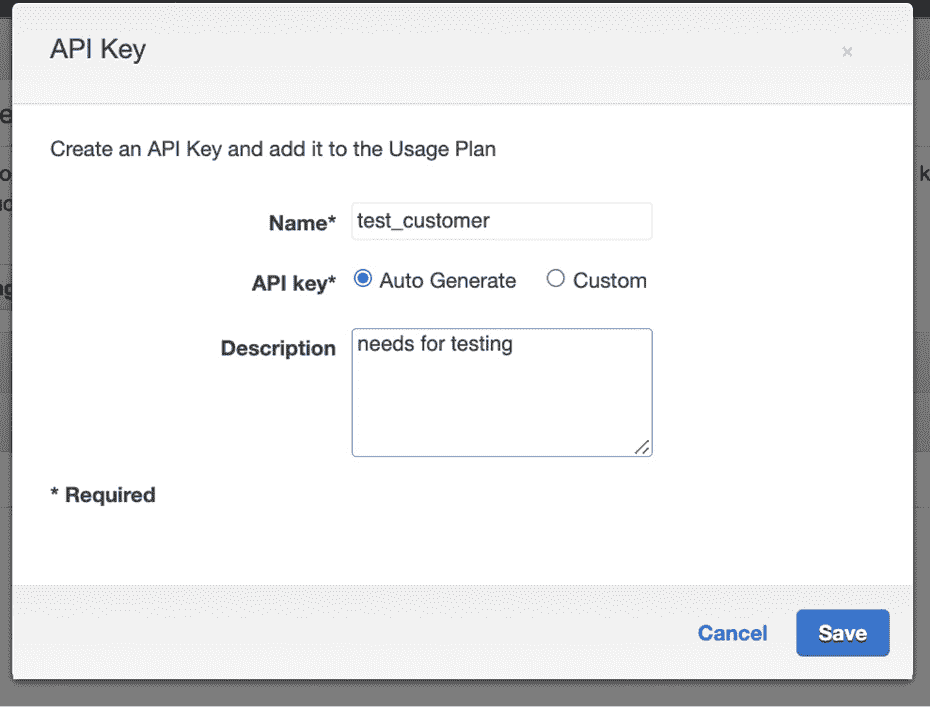 API Key
×
Create an API Key and add it to the Usage Plan
Name* test_customer
API key* Auto Generate Custom
Description needs for testing
* Required
Cancel Save